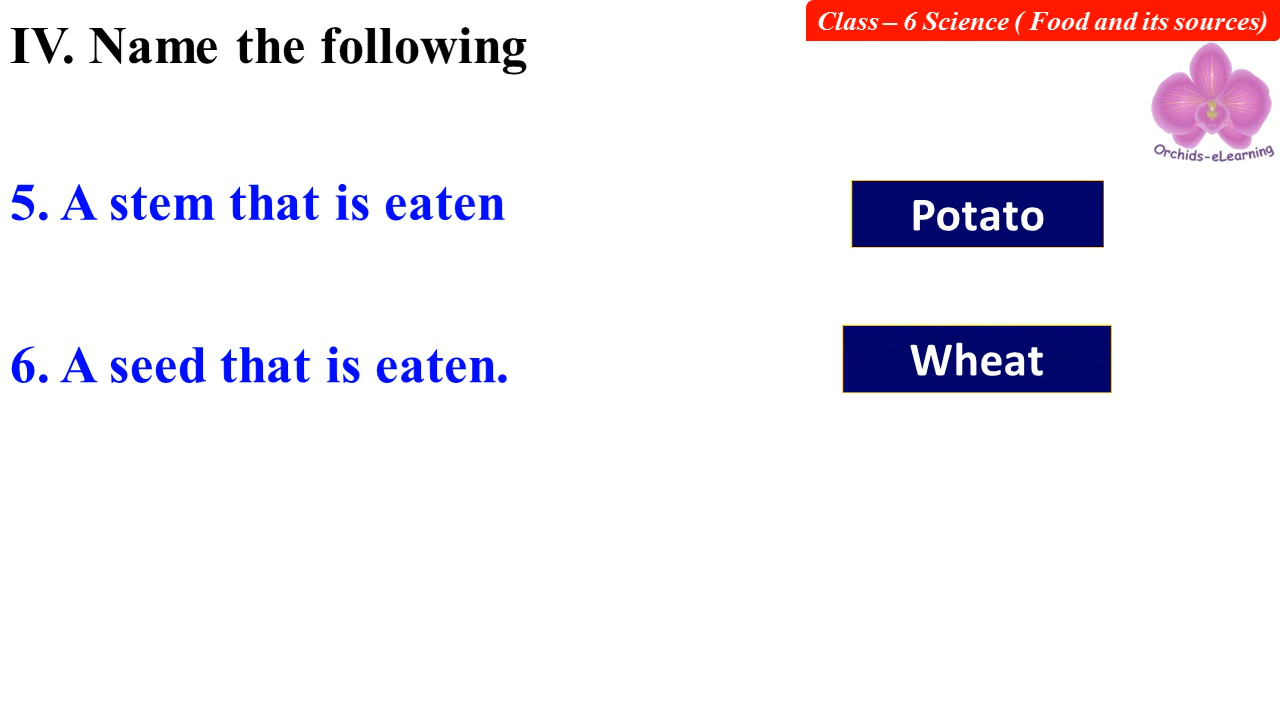 Class – 6 Science ( Food and its sources)
IV. Name the following
Orchids-eLearning
5. A stem that is eaten
Potato
6. A seed that is eaten.
Wheat